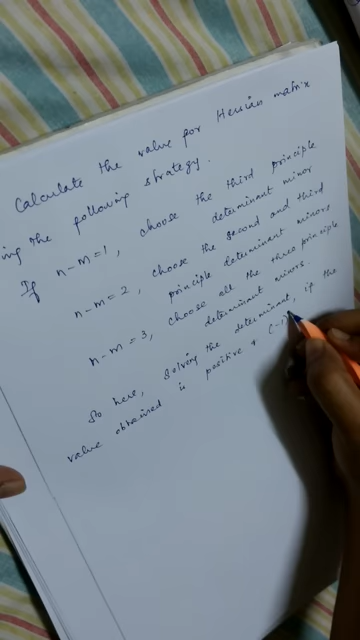 Calculate the value for Hessian matrix
ing the following strategy.
If n-m=1, choose the third principle
determinant minor
n-m=2, choose the second and third
principle determinant minors
n-m=3, choose all the three principle
determinant minors.
So here, solving the determinant, if the
value obtained is positive & (-1)